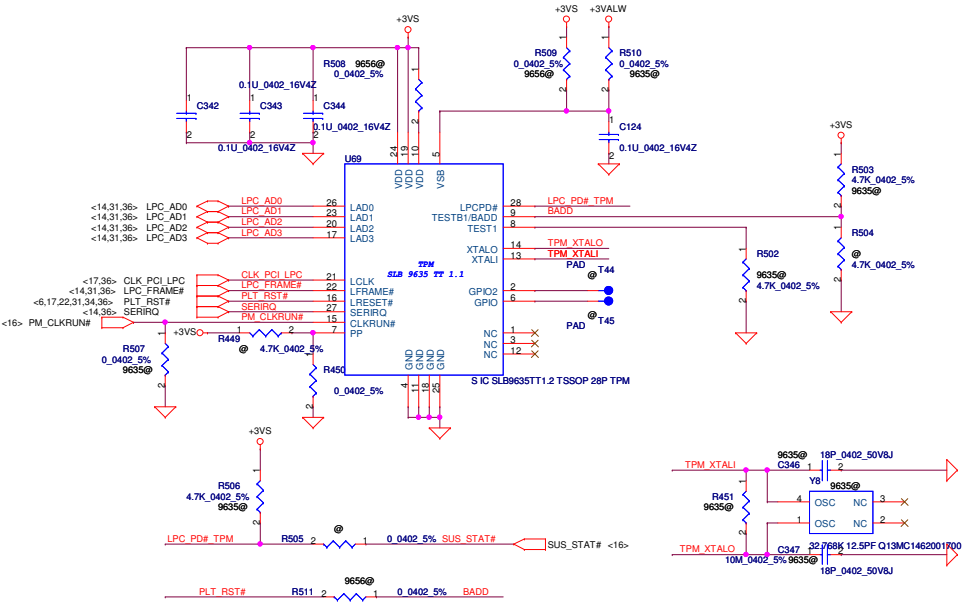 +3VS
+3VALW
+3VS
R509
0_0402_5%
9656@
R510
0_0402_5%
9635@
R508 9656@
0_0402_5%
C342
0.1U_0402_16V4Z
C343
0.1U_0402_16V4Z
C344
0.1U_0402_16V4Z
C124
0.1U_0402_16V4Z
+3VS
R503
4.7K_0402_5%
9635@
R504
@
U69
24 VDD
19 VDD
10 VDD
5 VSB
<14,31,36> LPC_AD0 LPC_AD0 26 LAD0
<14,31,36> LPC_AD1 LPC_AD1 23 LAD1
<14,31,36> LPC_AD2 LPC_AD2 20 LAD2
<14,31,36> LPC_AD3 LPC_AD3 17 LAD3
LPCPD# 28 LPC_PD#_TPM
TESTB1/BADD 9 BADD
TEST1 8
XTALO 14 TPM_XTALO
XTALI 13 TPM_XTALI
TPM
SLB 9635 TT 1.1
PAD @ T44
R502
9635@
4.7K_0402_5%
<17,36> CLK_PCI_LPC CLK_PCI_LPC 21 LCLK
<14,31,36> LPC_FRAME# LPC_FRAME# 22 LFRAME#
<6,17,22,31,34,36> PLT_RST# PLT_RST# 16 LRESET#
<14,36> SERIRQ SERIRQ 27 SERIRQ
<16> PM_CLKRUN# PM_CLKRUN# 15 CLKRUN#
+3VS 7 PP
GPIO2 2
GPIO 6
PAD @ T45
NC 1
NC 3
NC 12
R449
@ 4.7K_0402_5%
R507
0_0402_5%
9635@
R450
0_0402_5%
GND GND GND GND
4 11 18 25
S IC SLB9635TT1.2 TSSOP 28P TPM
+3VS
R506
4.7K_0402_5%
9635@
LPC_PD#_TPM R505 2 @ 1 0_0402_5% SUS_STAT# SUS_STAT# <16>
PLT_RST# R511 2 9656@ 1 0_0402_5% BADD
TPM_XTALI
9635@
C346 1 2
18P_0402_50V8J
Y8
9635@
R451
9635@
4 OSC NC 3
1 OSC NC 2
32.768K 12.5PF Q13MC1462001700
TPM_XTALO
10M_0402_5%
C347
9635@
18P_0402_50V8J